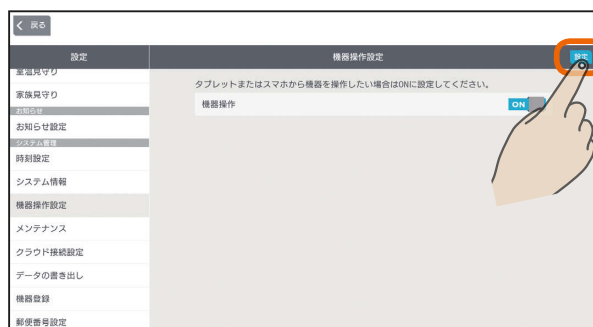 戻る
設定
機器操作設定
設定
室温見守り
家族見守り
お知らせ
お知らせ設定
システム管理
時刻設定
システム情報
機器操作設定
メンテナンス
クラウド接続設定
データの書き出し
機器登録
郵便番号設定
タブレットまたはスマホから機器を操作したい場合はONに設定してください。
機器操作
ON